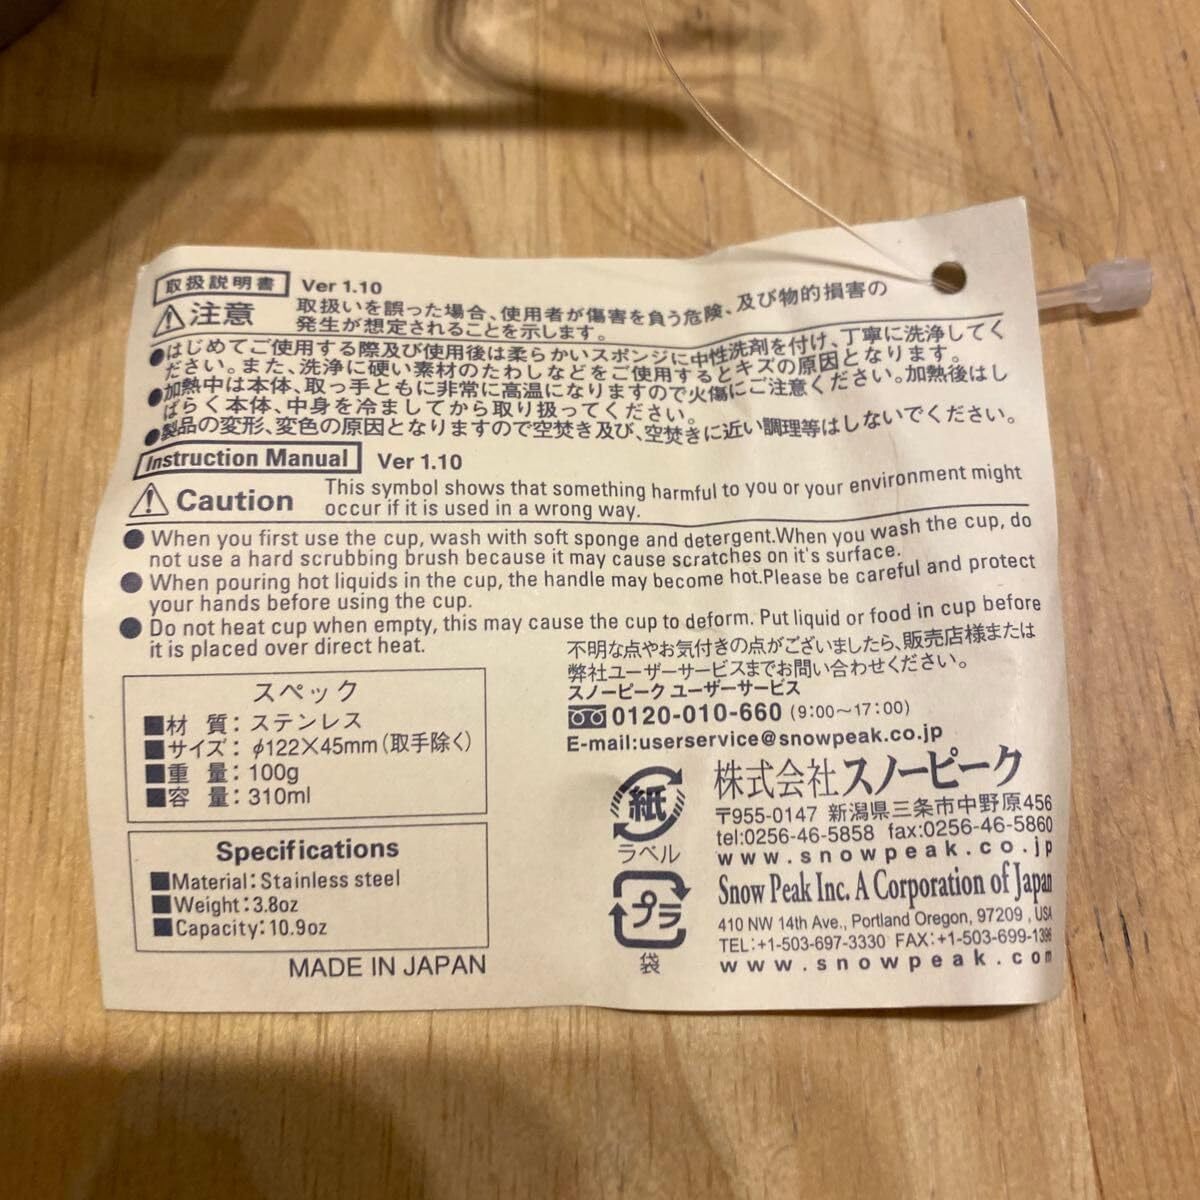 取扱説明書 Ver 1.10
注意 取扱いを誤った場合、使用者が傷害を負う危険、及び物的損害の
発生が想定されることを示します。
●はじめてご使用する際及び使用後は柔らかいスポンジに中性洗剤を付け、丁寧に洗浄してく
ださい。また、洗浄に硬い素材のたわしなどをご使用するとキズの原因となります。
●加熱中は本体、取っ手ともに非常に高温になりますので火傷にご注意ください。加熱後はし
ばらく本体、中身を冷ましてから取り扱ってください。
●製品の変形、変色の原因となりますので空焚き及び、空焚きに近い調理等はしないでください。
Instruction Manual Ver 1.10
Caution This symbol shows that something harmful to you or your environment might
occur if it is used in a wrong way.
● When you first use the cup, wash with soft sponge and detergent.When you wash the cup, do
not use a hard scrubbing brush because it may cause scratches on it's surface.
● When pouring hot liquids in the cup, the handle may become hot.Please be careful and protect
your hands before using the cup.
● Do not heat cup when empty, this may cause the cup to deform. Put liquid or food in cup before
it is placed over direct heat.
不明な点やお気付きの点がございましたら、販売店様または
弊社ユーザーサービスまでお問い合わせください。
スノーピーク ユーザーサービス
0120-010-660 (9:00〜17:00)
E-mail:userservice@snowpeak.co.jp
スペック
■材 質：ステンレス
■サイズ：φ122×45mm(取手除く)
■重 量：100g
■容 量：310ml
Specifications
■Material:Stainless steel
■Weight:3.8oz
■Capacity:10.9oz
MADE IN JAPAN
紙
ラベル
プラ
袋
株式会社スノーピーク
〒955-0147 新潟県三条市中野原456
tel:0256-46-5858 fax:0256-46-5860
www.snowpeak.co.jp
Snow Peak Inc. A Corporation of Japan
410 NW 14th Ave., Portland Oregon, 97209 , USA
TEL:+1-503-697-3330 FAX:+1-503-699-1396
www.snowpeak.com